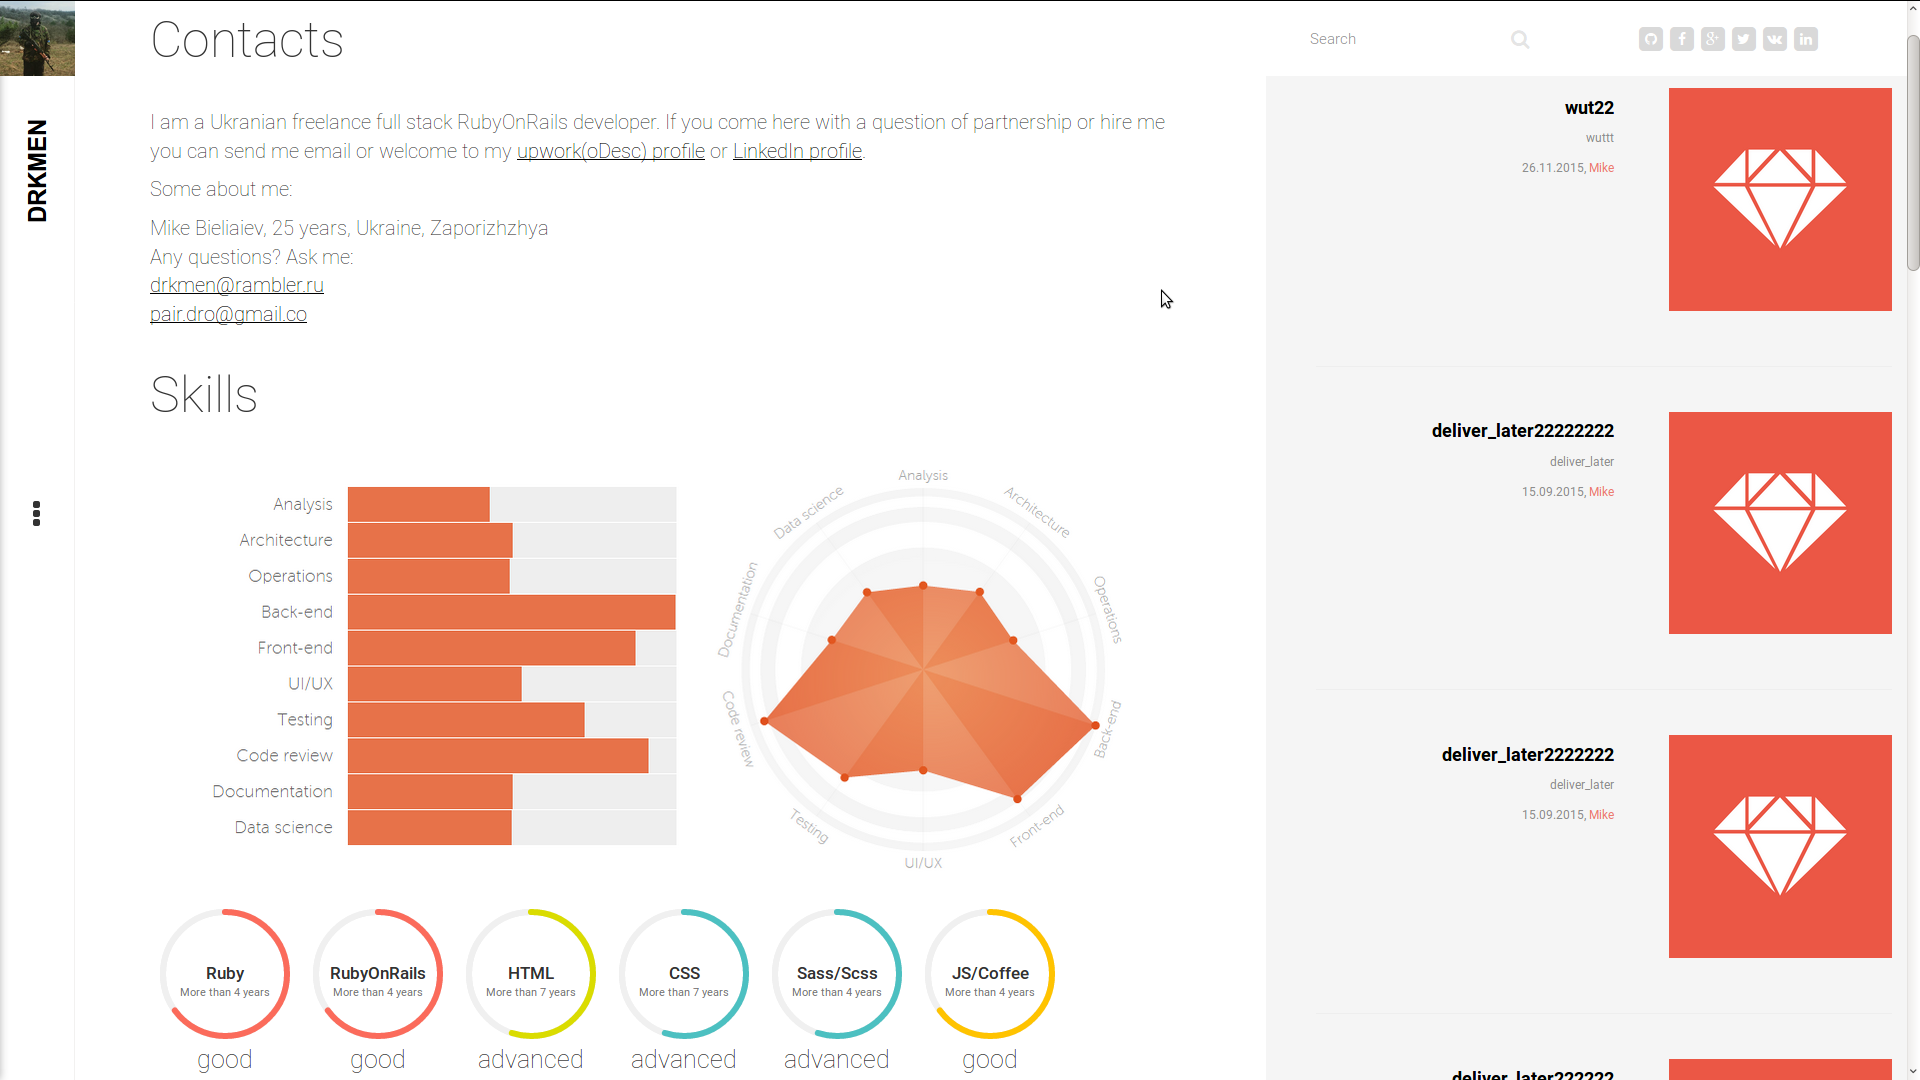 Contacts
Search
DRKMEN
I am a Ukranian freelance full stack RubyOnRails developer. If you come here with a question of partnership or hire me
you can send me email or welcome to my upwork(oDesc) profile or LinkedIn profile.
Some about me:
Mike Bieliaiev, 25 years, Ukraine, Zaporizhzhya
Any questions? Ask me:
drkmen@rambler.ru
pair.dro@gmail.co
Skills
Analysis
Architecture
Operations
Back-end
Front-end
UI/UX
Testing
Code review
Documentation
Data science
Analysis
Architecture
Operations
Back-end
Front-end
UI/UX
Testing
Code review
Documentation
Data science
Ruby
More than 4 years
good
RubyOnRails
More than 4 years
good
HTML
More than 7 years
advanced
CSS
More than 7 years
advanced
Sass/Scss
More than 4 years
advanced
JS/Coffee
More than 4 years
good
wut22
wuttt
26.11.2015, Mike
deliver_later22222222
deliver_later
15.09.2015, Mike
deliver_later2222222
deliver_later
15.09.2015, Mike
deliver_later222222